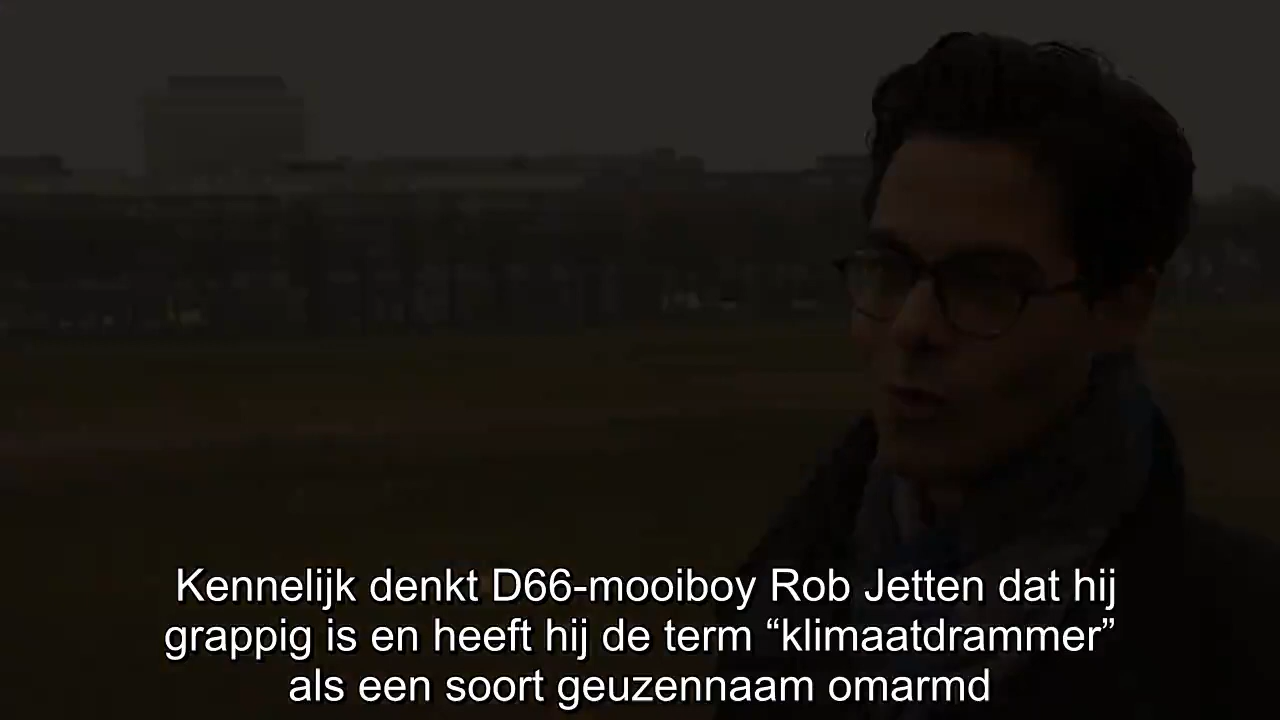 Kennelijk denkt D66-mooiboy Rob Jetten dat hij
grappig is en heeft hij de term “klimaatdrammer”
als een soort geuzennaam omarmd